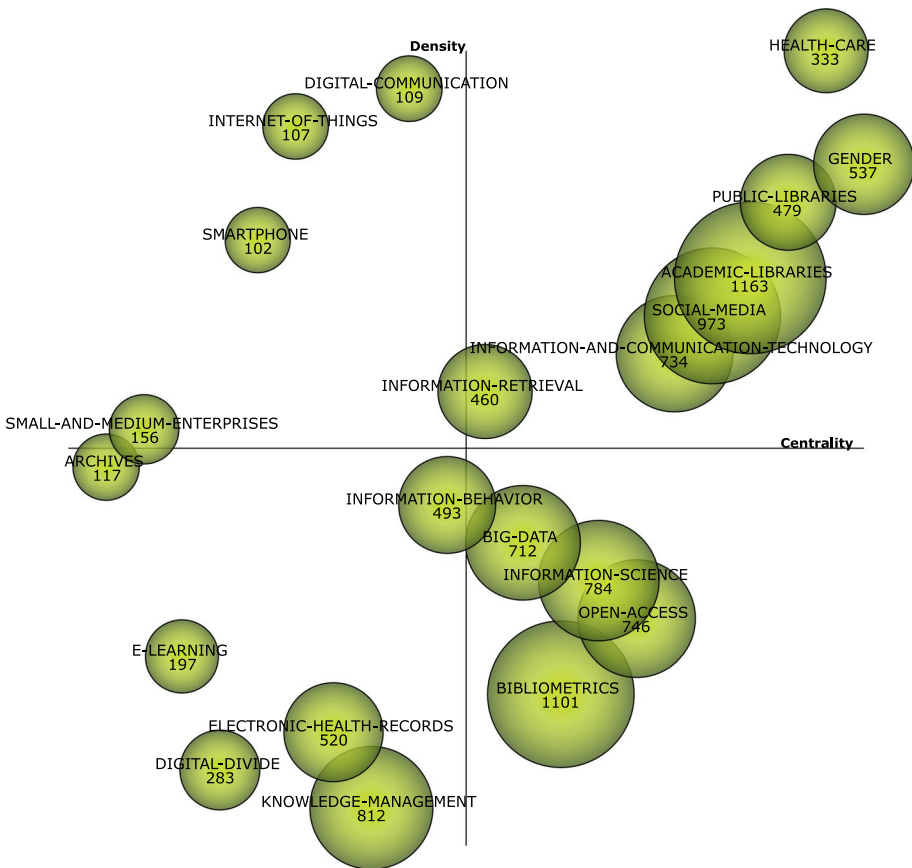 Density
HEALTH-CARE
333
DIGITAL-COMMUNICATION
109
INTERNET-OF-THINGS
107
GENDER
537
PUBLIC-LIBRARIES
479
SMARTPHONE
102
ACADEMIC-LIBRARIES
1163
SOCIAL-MEDIA
973
INFORMATION-AND-COMMUNICATION-TECHNOLOGY
734
INFORMATION-RETRIEVAL
460
SMALL-AND-MEDIUM-ENTERPRISES
156
Centrality
ARCHIVES
117
INFORMATION-BEHAVIOR
493
BIG-DATA
712
INFORMATION-SCIENCE
784
OPEN-ACCESS
746
E-LEARNING
197
BIBLIOMETRICS
1101
ELECTRONIC-HEALTH-RECORDS
520
DIGITAL-DIVIDE
283
KNOWLEDGE-MANAGEMENT
812